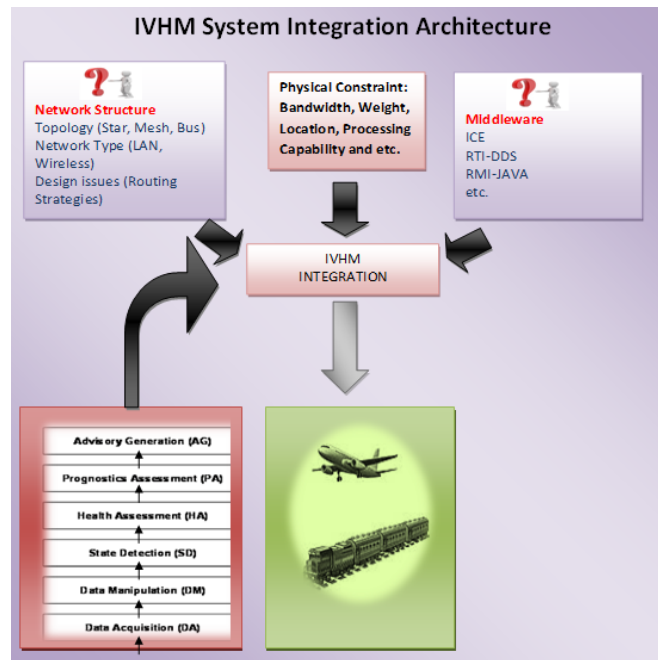 IVHM System Integration Architecture
Network Structure
Topology (Star, Mesh, Bus)
Network Type (LAN,
Wireless)
Design issues (Routing
Strategies)
Physical Constraint:
Bandwidth, Weight,
Location, Processing
Capability and etc.
Middleware
ICE
RTI-DDS
RMI-JAVA
etc.
IVHM
INTEGRATION
Advisory Generation (AG)
Prognostics Assessment (PA)
Health Assessment (HA)
State Detection (SD)
Data Manipulation (DM)
Data Acquisition (DA)